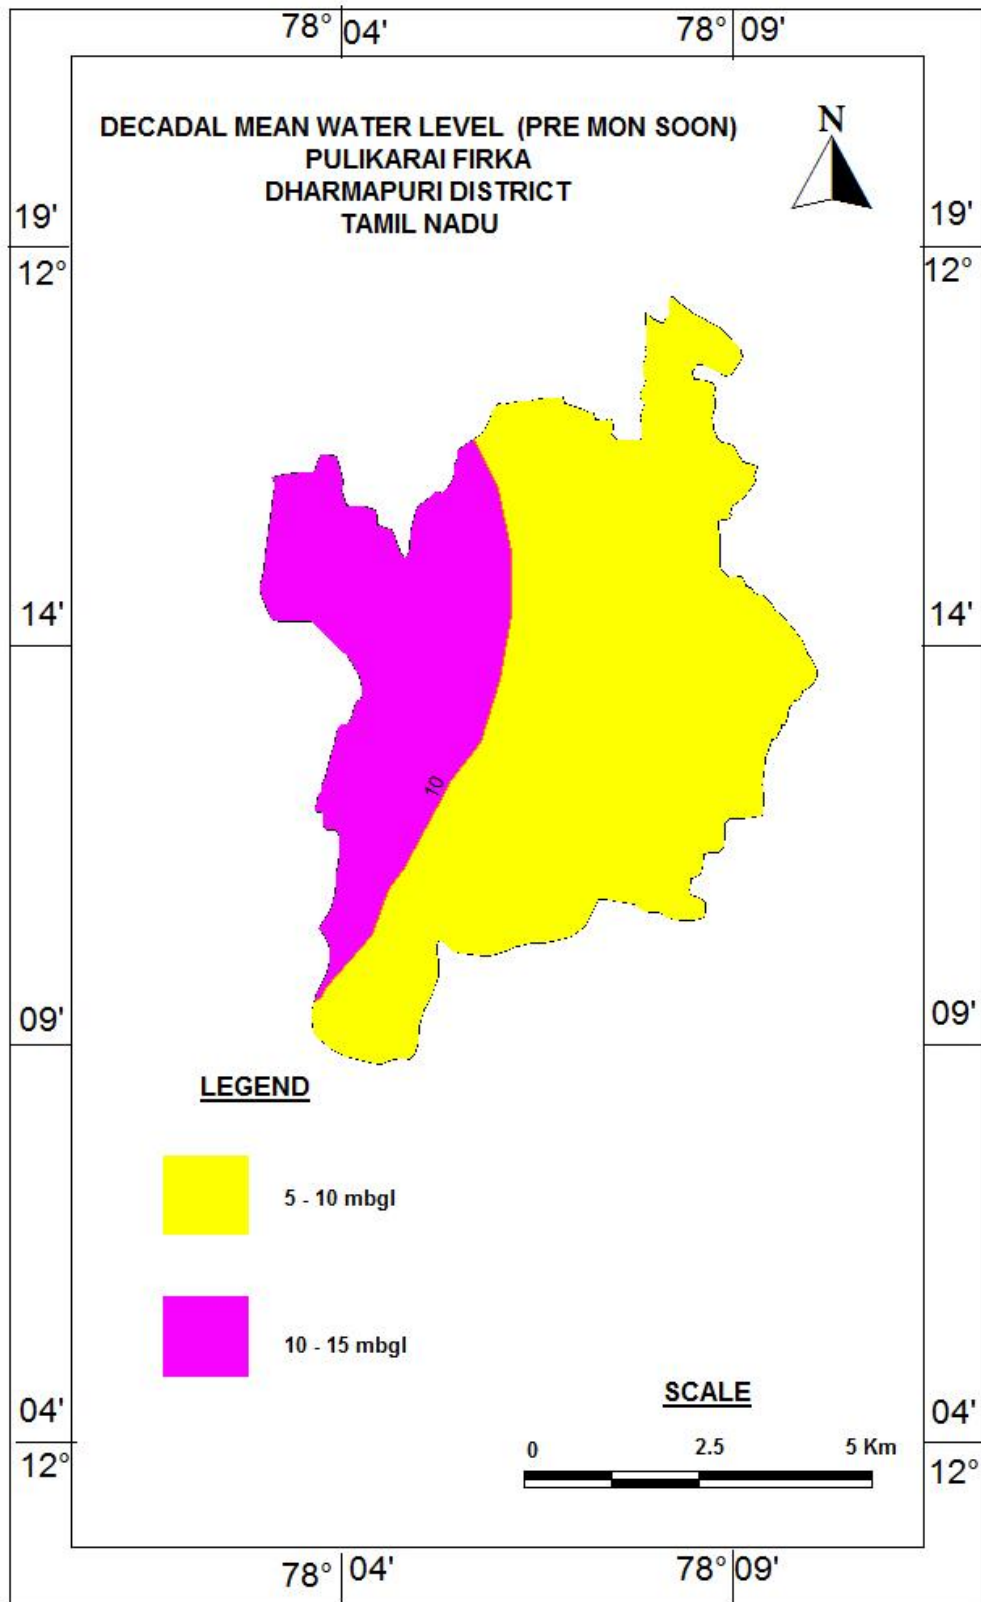 78° 04' 78° 09'
DECADAL MEAN WATER LEVEL (PRE MON SOON)
PULIKARAI FIRKA
DHARMAPURI DISTRICT
TAMIL NADU
N
19' 19'
12° 12°
14' 14'
10
09' 09'
LEGEND
5 - 10 mbgl
10 - 15 mbgl
SCALE
04' 04'
0 2.5 5 Km
12° 12°
78° 04' 78° 09'